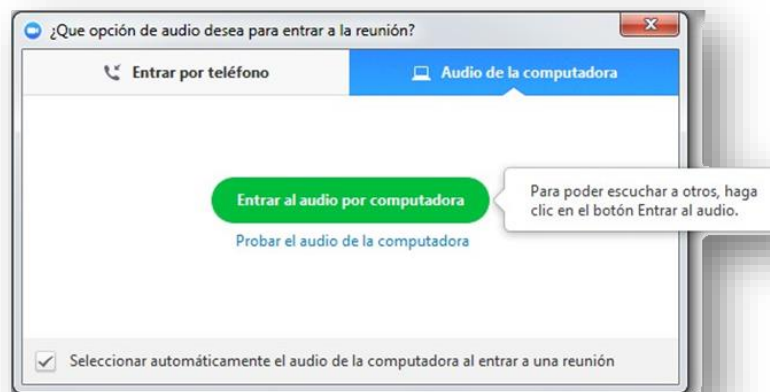 ¿Que opción de audio desea para entrar a la reunión?
Entrar por teléfono
Audio de la computadora
Entrar al audio por computadora
Para poder escuchar a otros, haga
clic en el botón Entrar al audio.
Probar el audio de la computadora
Seleccionar automáticamente el audio de la computadora al entrar a una reunión